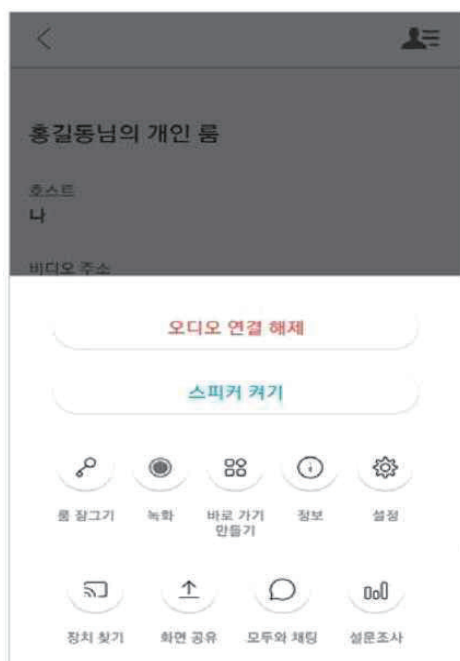 홍길동님의 개인 룸
호스트
나
비디오 주소
오디오 연결 해제
스피커 켜기
룸 잠그기 녹화 바로 가기 정보 설정
만들기
장치 찾기 화면 공유 모두와 채팅 설문조사